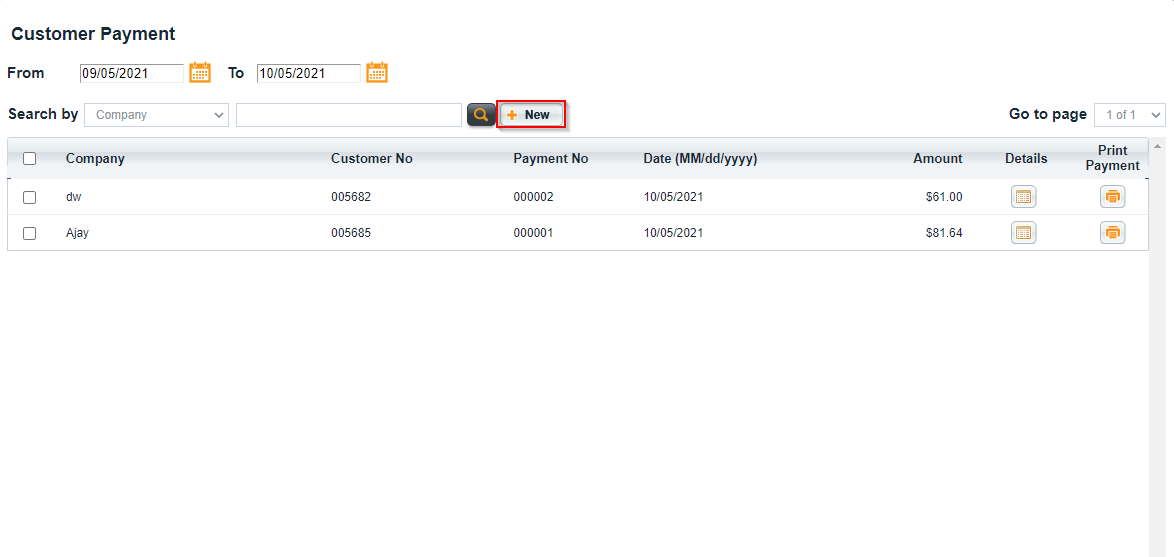 Customer Payment
From 09/05/2021 To 10/05/2021
Search by Company New Go to page 1 of 1
Company Customer No Payment No Date (MM/dd/yyyy) Amount Details Print Payment
dw 005682 000002 10/05/2021 $61.00
Ajay 005685 000001 10/05/2021 $81.64